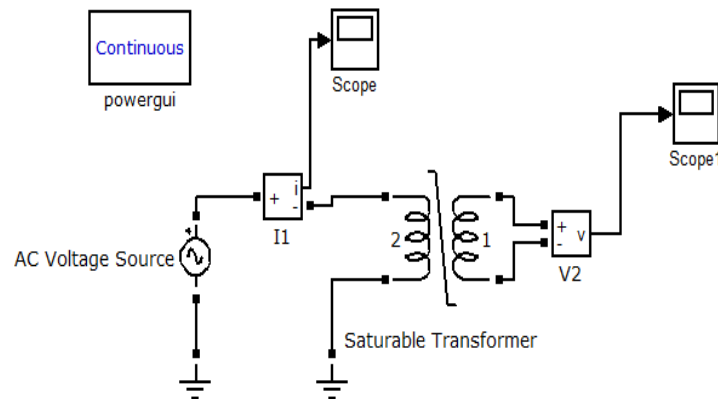 Continuous
powergui
Scope
Scope1
i
+
-
I1
2
1
+
-
v
V2
+
AC Voltage Source
Saturable Transformer